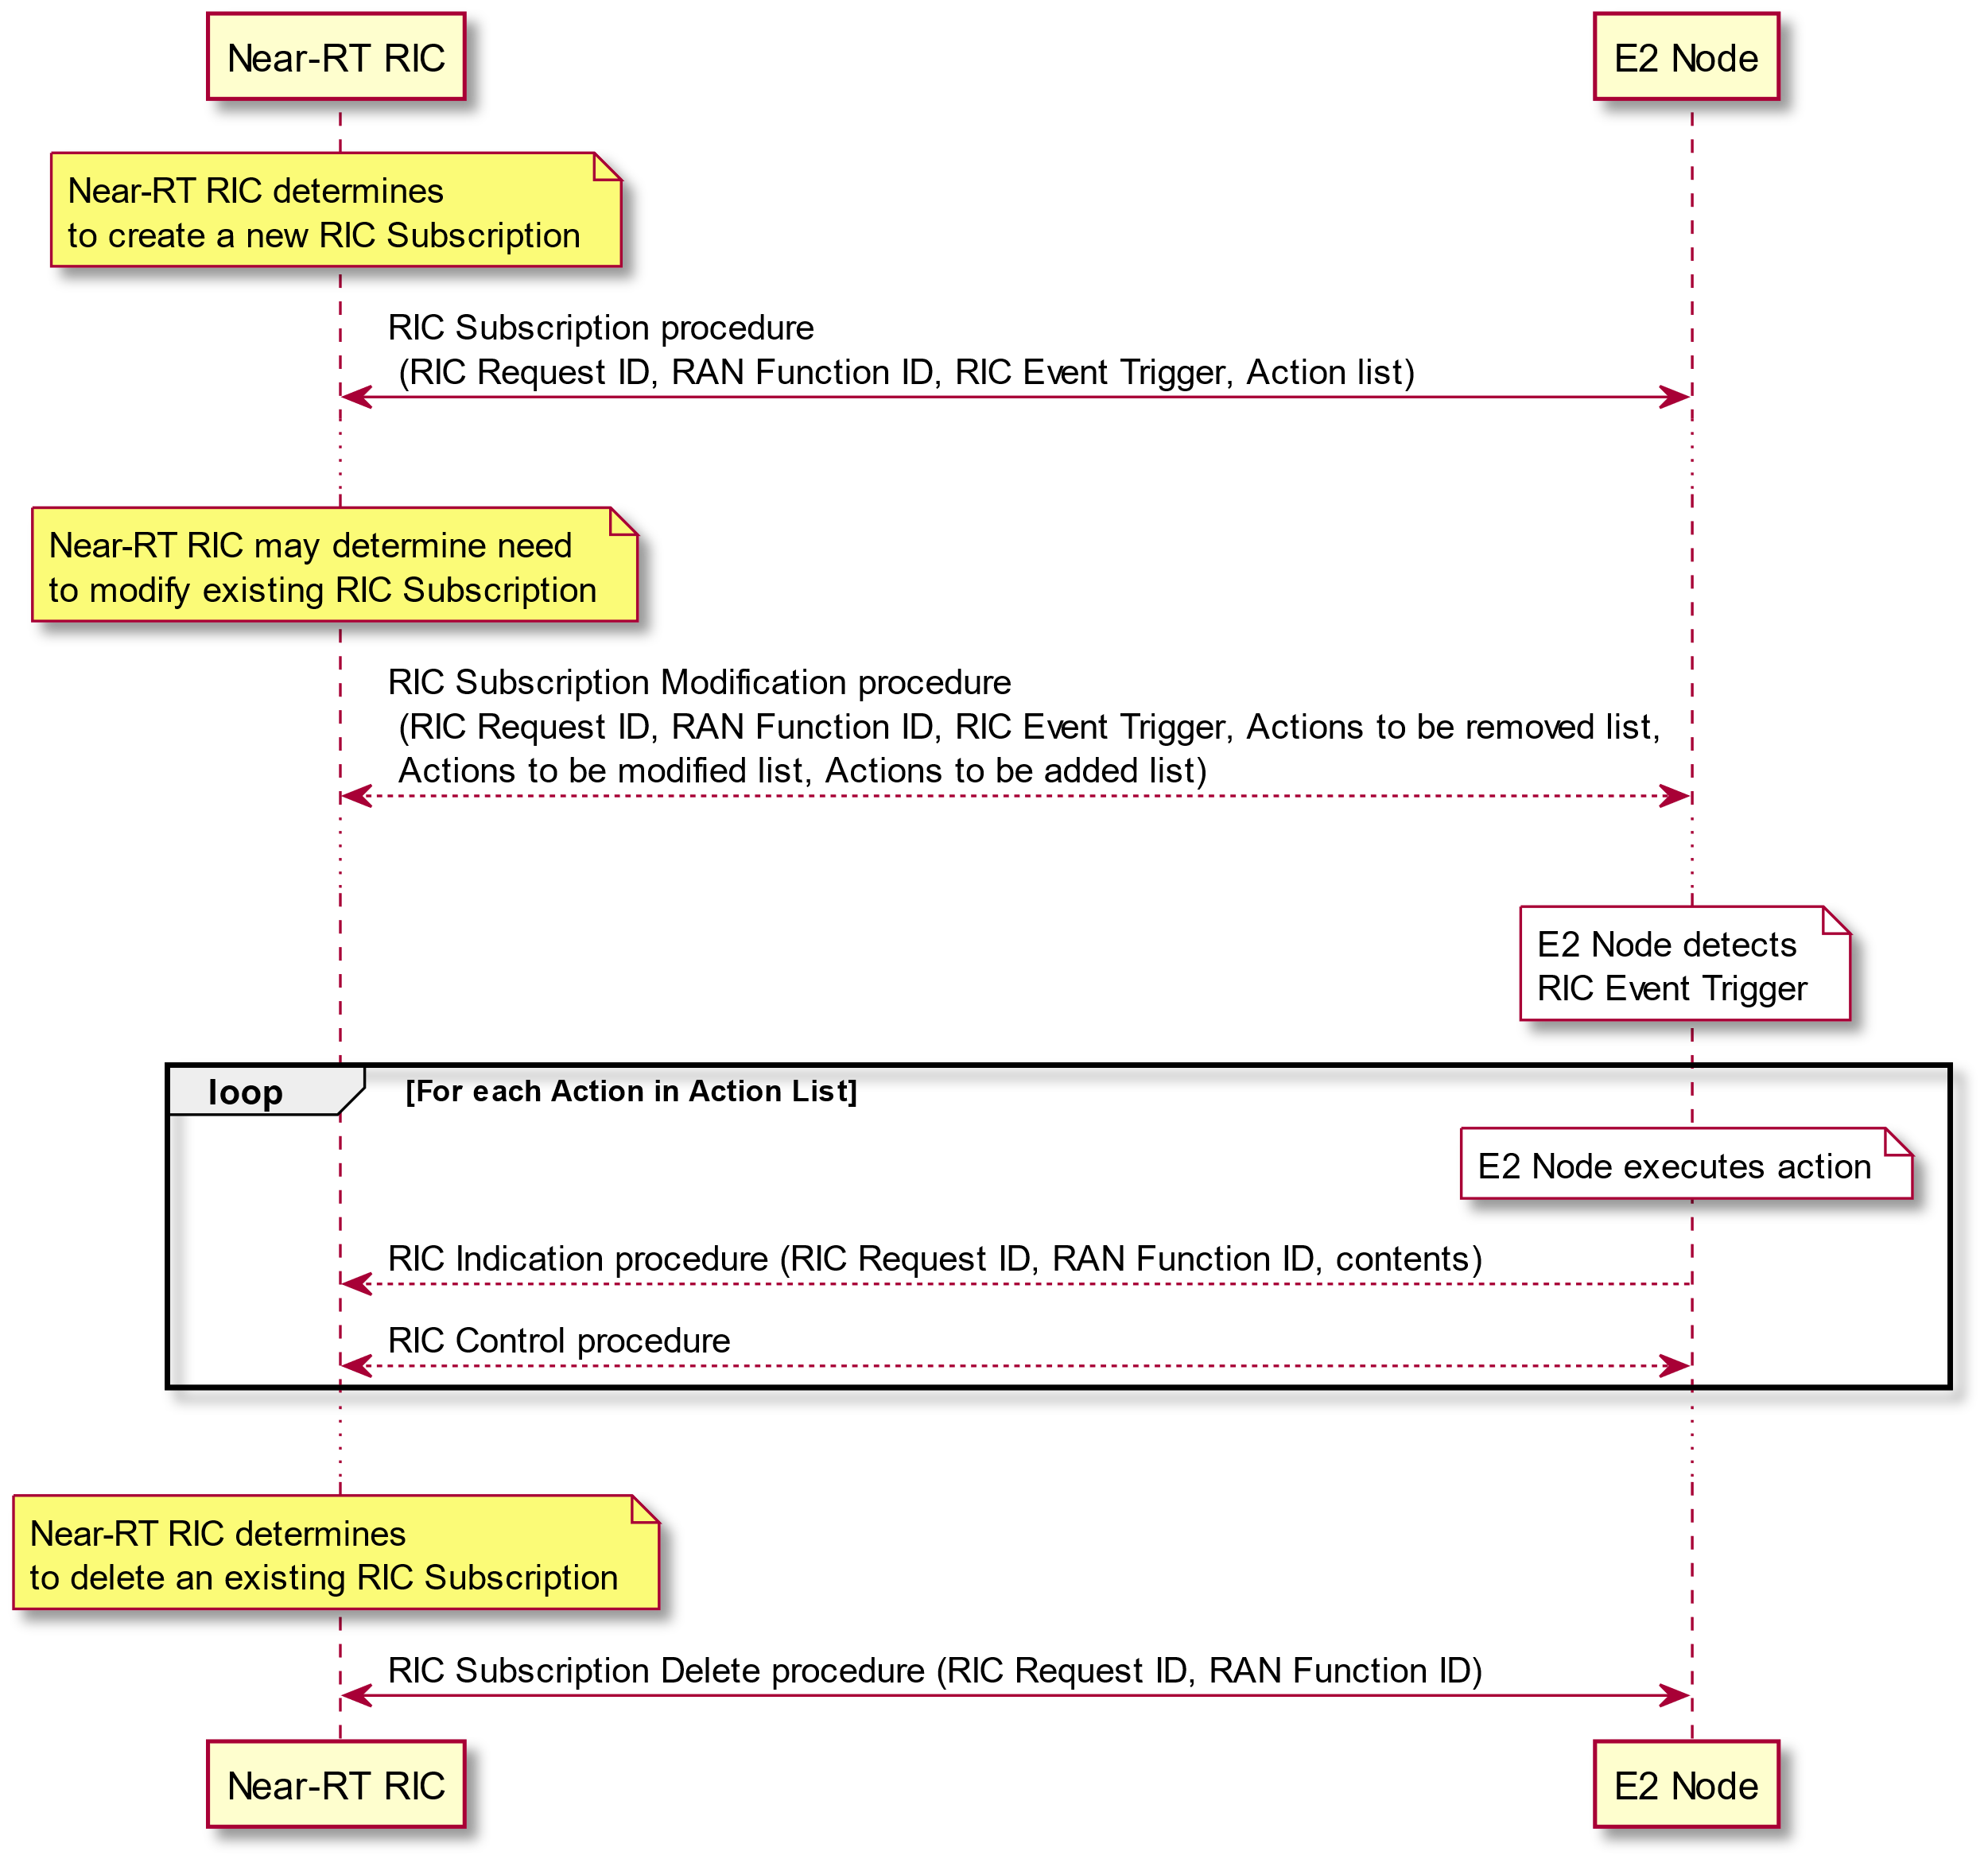 Near-RT RIC
E2 Node
Near-RT RIC determines
to create a new RIC Subscription
RIC Subscription procedure
(RIC Request ID, RAN Function ID, RIC Event Trigger, Action list)
Near-RT RIC may determine need
to modify existing RIC Subscription
RIC Subscription Modification procedure
(RIC Request ID, RAN Function ID, RIC Event Trigger, Actions to be removed list,
Actions to be modified list, Actions to be added list)
E2 Node detects
RIC Event Trigger
loop
[For each Action in Action List]
E2 Node executes action
RIC Indication procedure (RIC Request ID, RAN Function ID, contents)
RIC Control procedure
Near-RT RIC determines
to delete an existing RIC Subscription
RIC Subscription Delete procedure (RIC Request ID, RAN Function ID)
Near-RT RIC
E2 Node